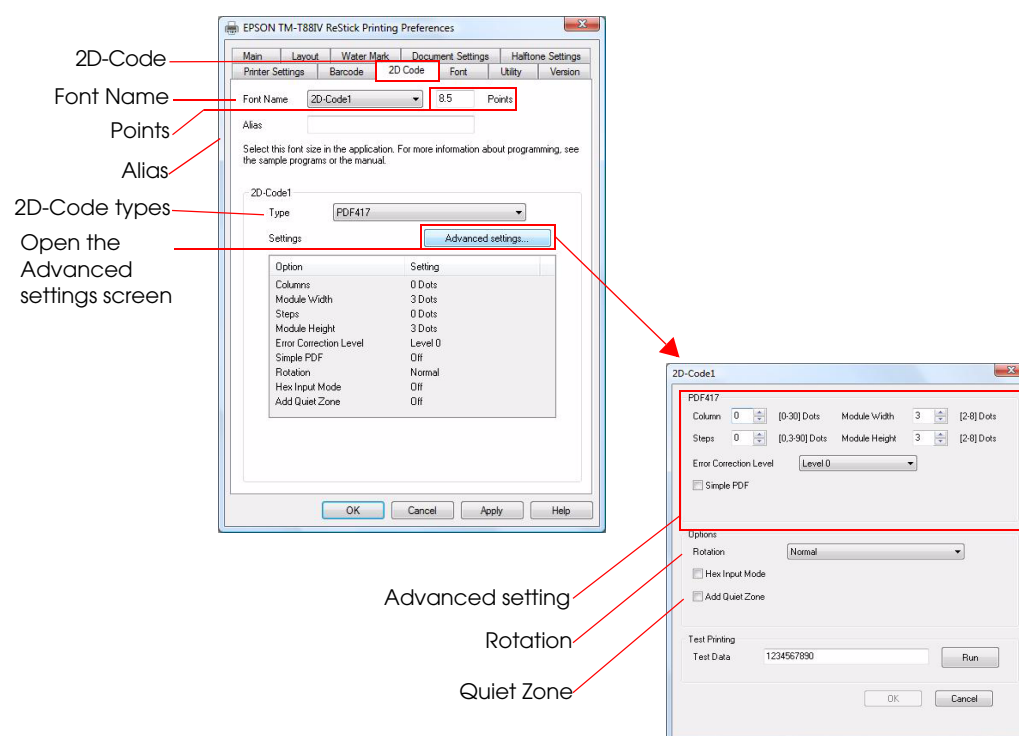 EPSON TM-T88IV ReStick Printing Preferences
Main Layout Water Mark Document Settings Halftone Settings
Printer Settings Barcode 2D Code Font Utility Version
Font Name 2D-Code1 8.5 Points
Alias
Select this font size in the application. For more information about programming, see
the sample programs or the manual.
2D-Code1
Type PDF417
Settings Advanced settings...
Option Setting
Columns 0 Dots
Module Width 3 Dots
Steps 0 Dots
Module Height 3 Dots
Error Correction Level Level 0
Simple PDF Off
Rotation Normal
Hex Input Mode Off
Add Quiet Zone Off
OK Cancel Apply Help
2D-Code
Font Name
Points
Alias
2D-Code types
Open the
Advanced
settings screen
2D-Code1
PDF417
Column 0 [0-30] Dots Module Width 3 [2-8] Dots
Steps 0 [0,3-90] Dots Module Height 3 [2-8] Dots
Error Correction Level Level 0
Simple PDF
Options
Rotation Normal
Hex Input Mode
Add Quiet Zone
Test Printing
Test Data 1234567890 Run
OK Cancel
Advanced setting
Rotation
Quiet Zone